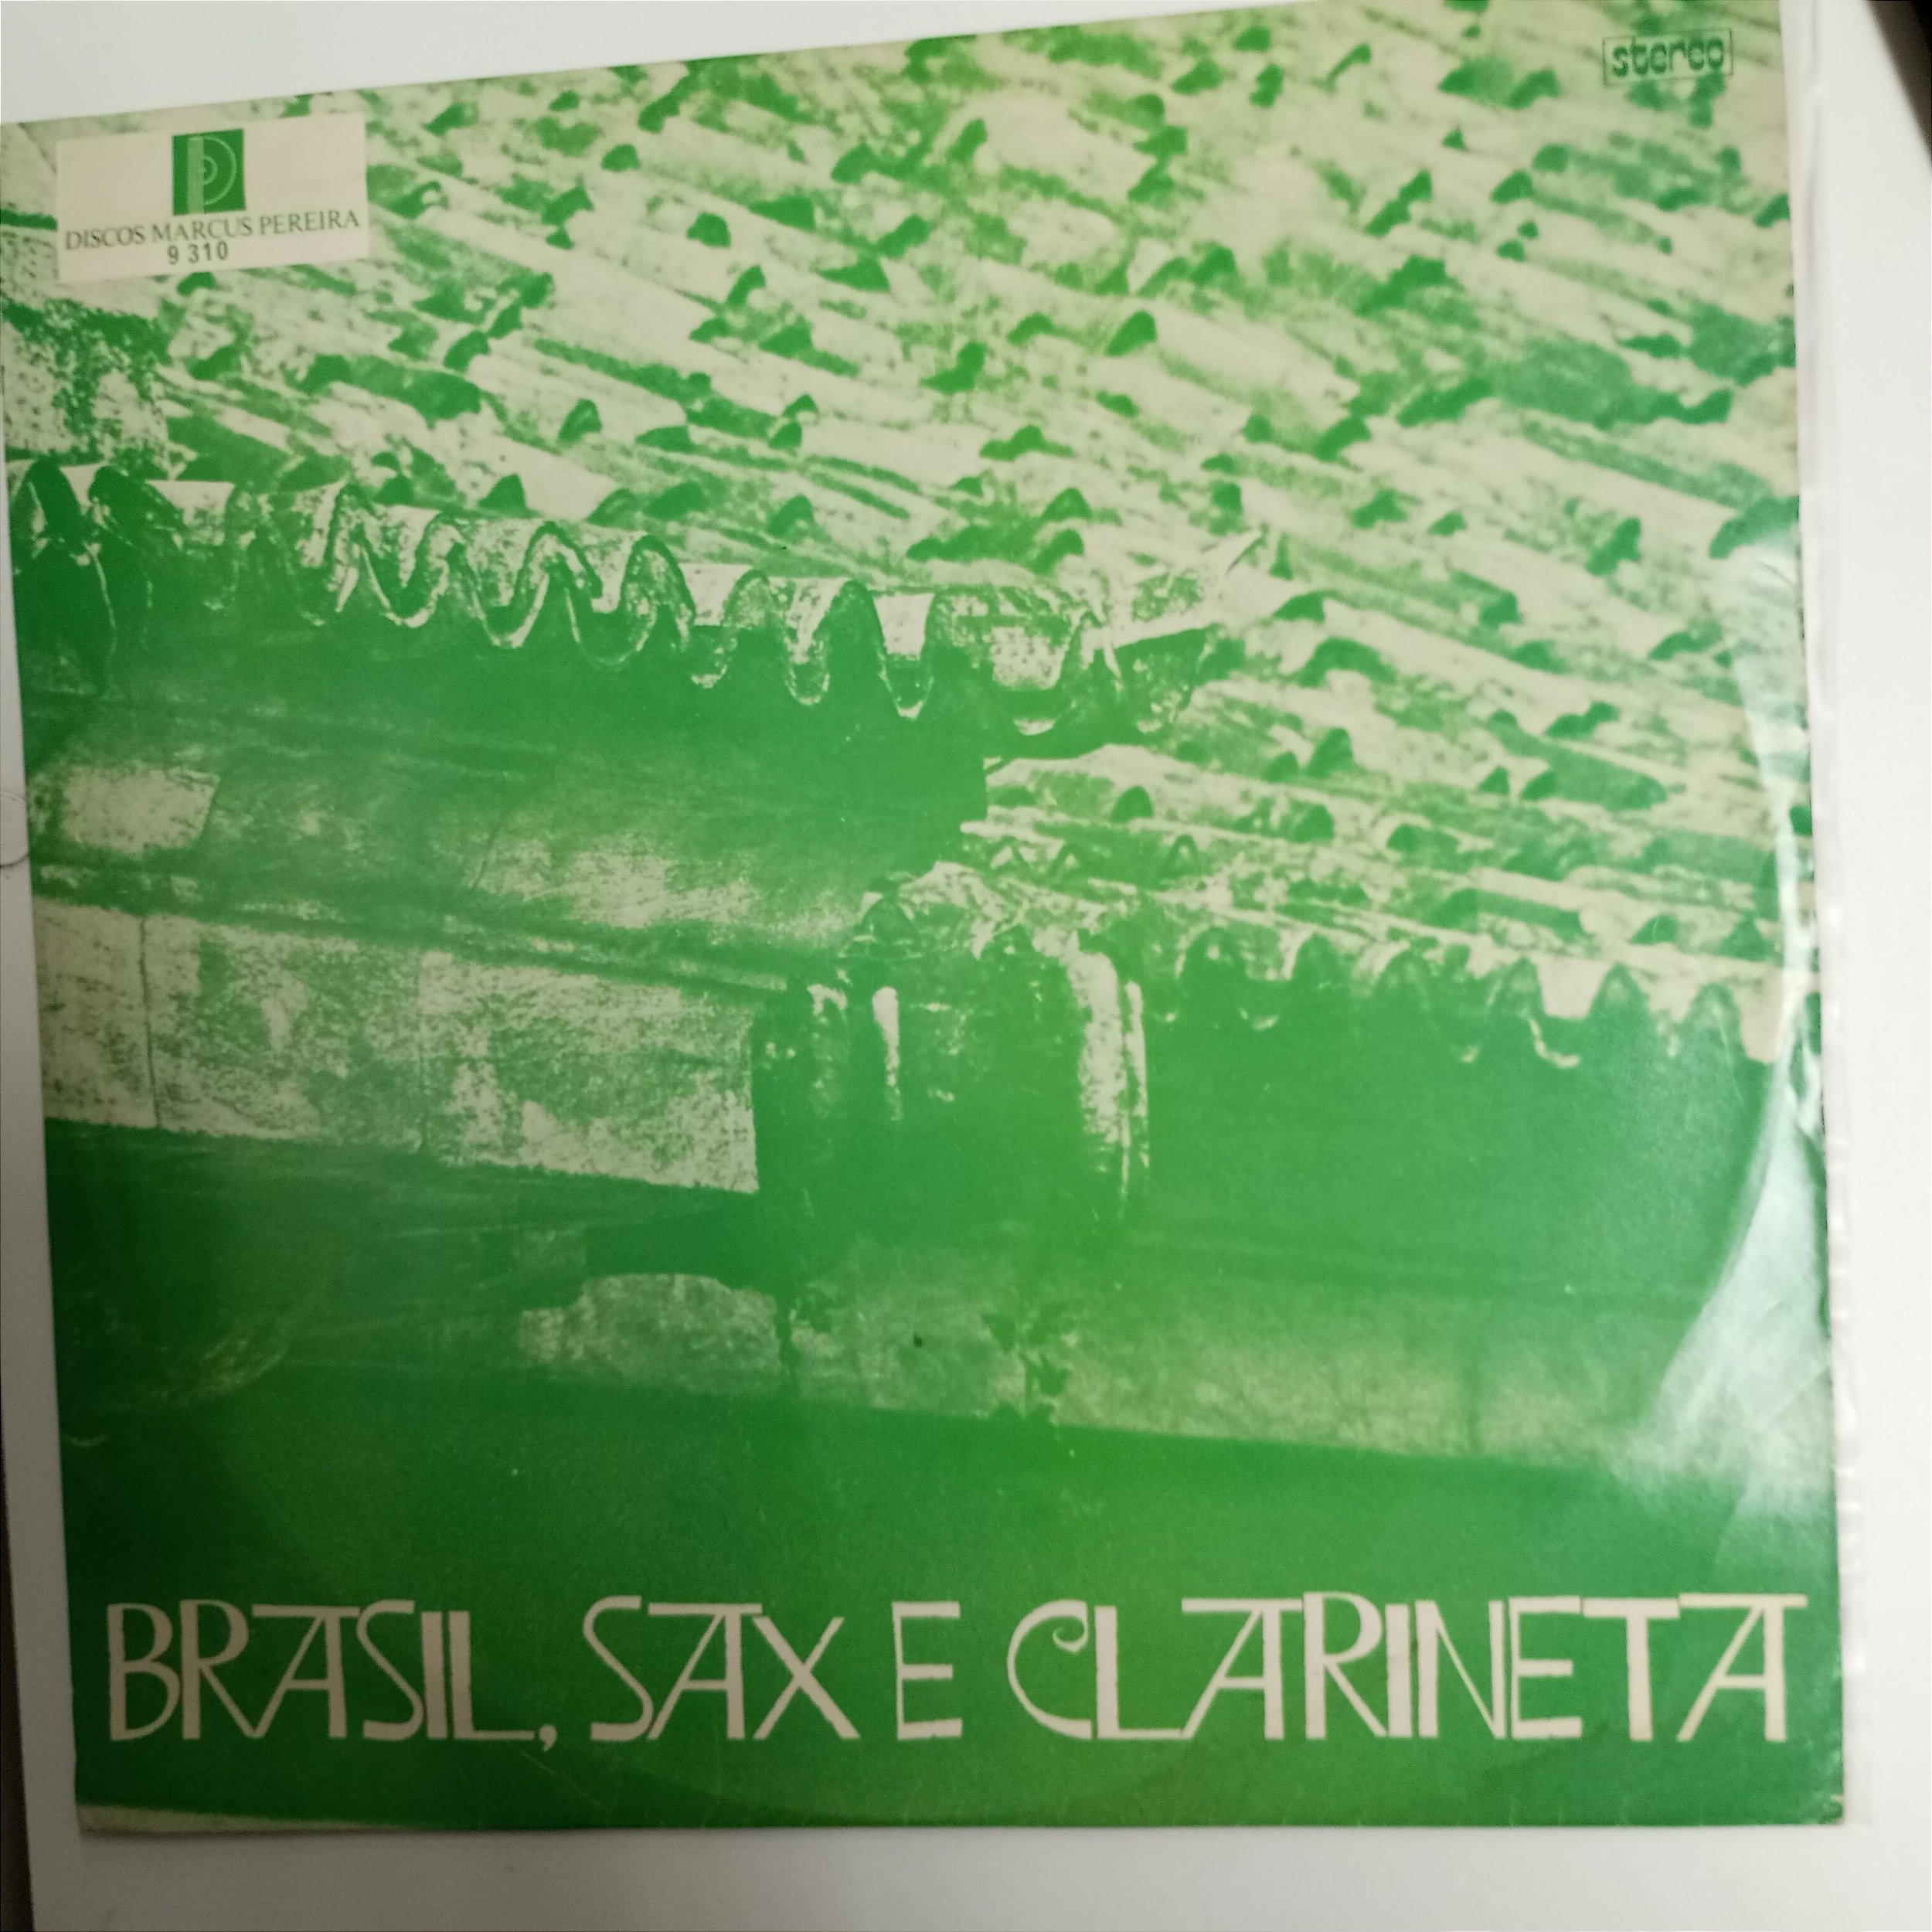 stereo
DISCOS MARCUS PEREIRA
9 310
BRASIL, SAX E CLARINETA